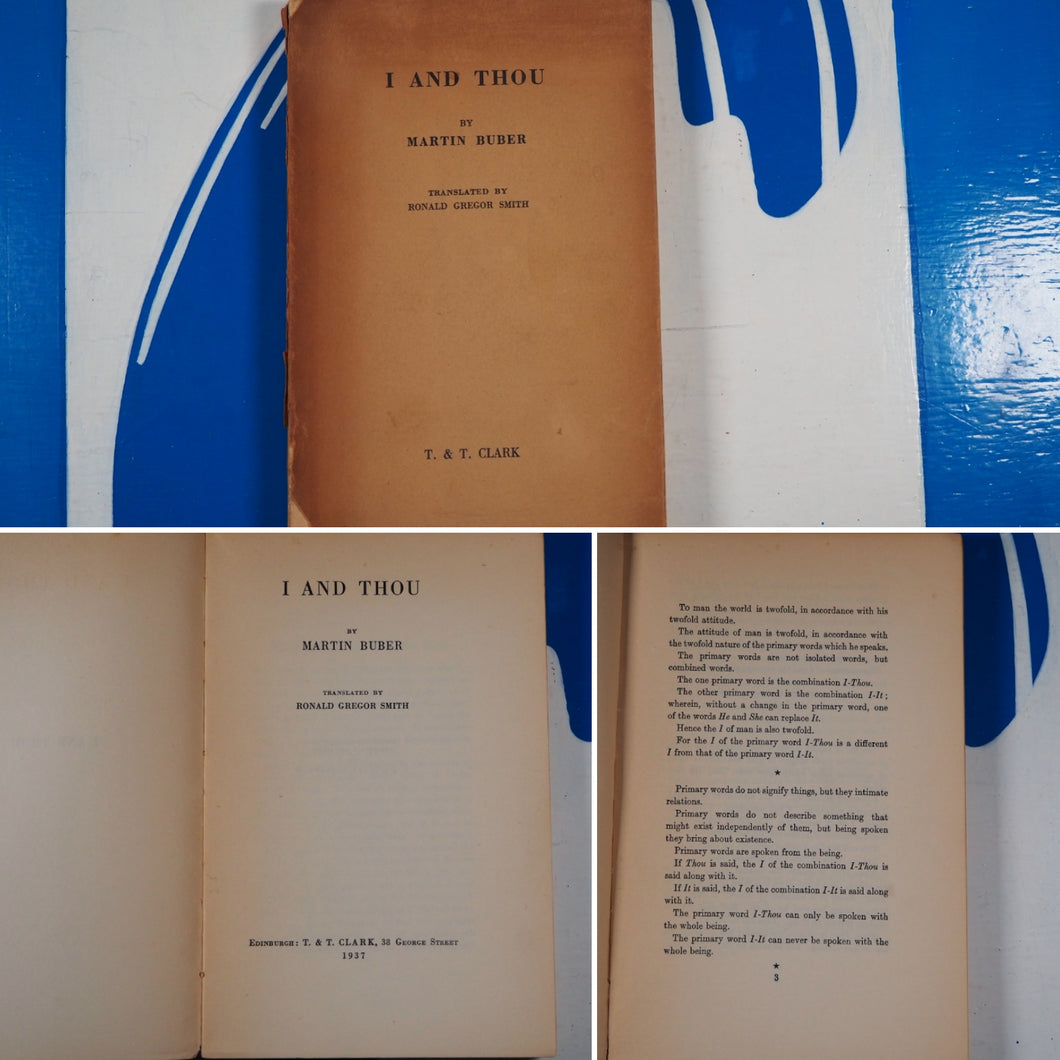 I AND THOU
BY
MARTIN BUBER
TRANSLATED BY
RONALD GREGOR SMITH
T. & T. CLARK
I AND THOU
BY
MARTIN BUBER
TRANSLATED BY
RONALD GREGOR SMITH
EDINBURGH: T. & T. CLARK, 38 GEORGE STREET
1937
To man the world is twofold, in accordance with his
twofold attitude.
The attitude of man is twofold, in accordance with
the twofold nature of the primary words which he speaks.
The primary words are not isolated words, but
combined words.
The one primary word is the combination I-Thou.
The other primary word is the combination I-It;
wherein, without a change in the primary word, one
of the words He and She can replace It.
Hence the I of man is also twofold.
For the I of the primary word I-Thou is a different
I from that of the primary word I-It.
★
Primary words do not signify things, but they intimate
relations.
Primary words do not describe something that
might exist independently of them, but being spoken
they bring about existence.
Primary words are spoken from the being.
If Thou is said, the I of the combination I-Thou is
said along with it.
If It is said, the I of the combination I-It is said along
with it.
The primary word I-Thou can only be spoken with
the whole being.
The primary word I-It can never be spoken with the
whole being.
★
3